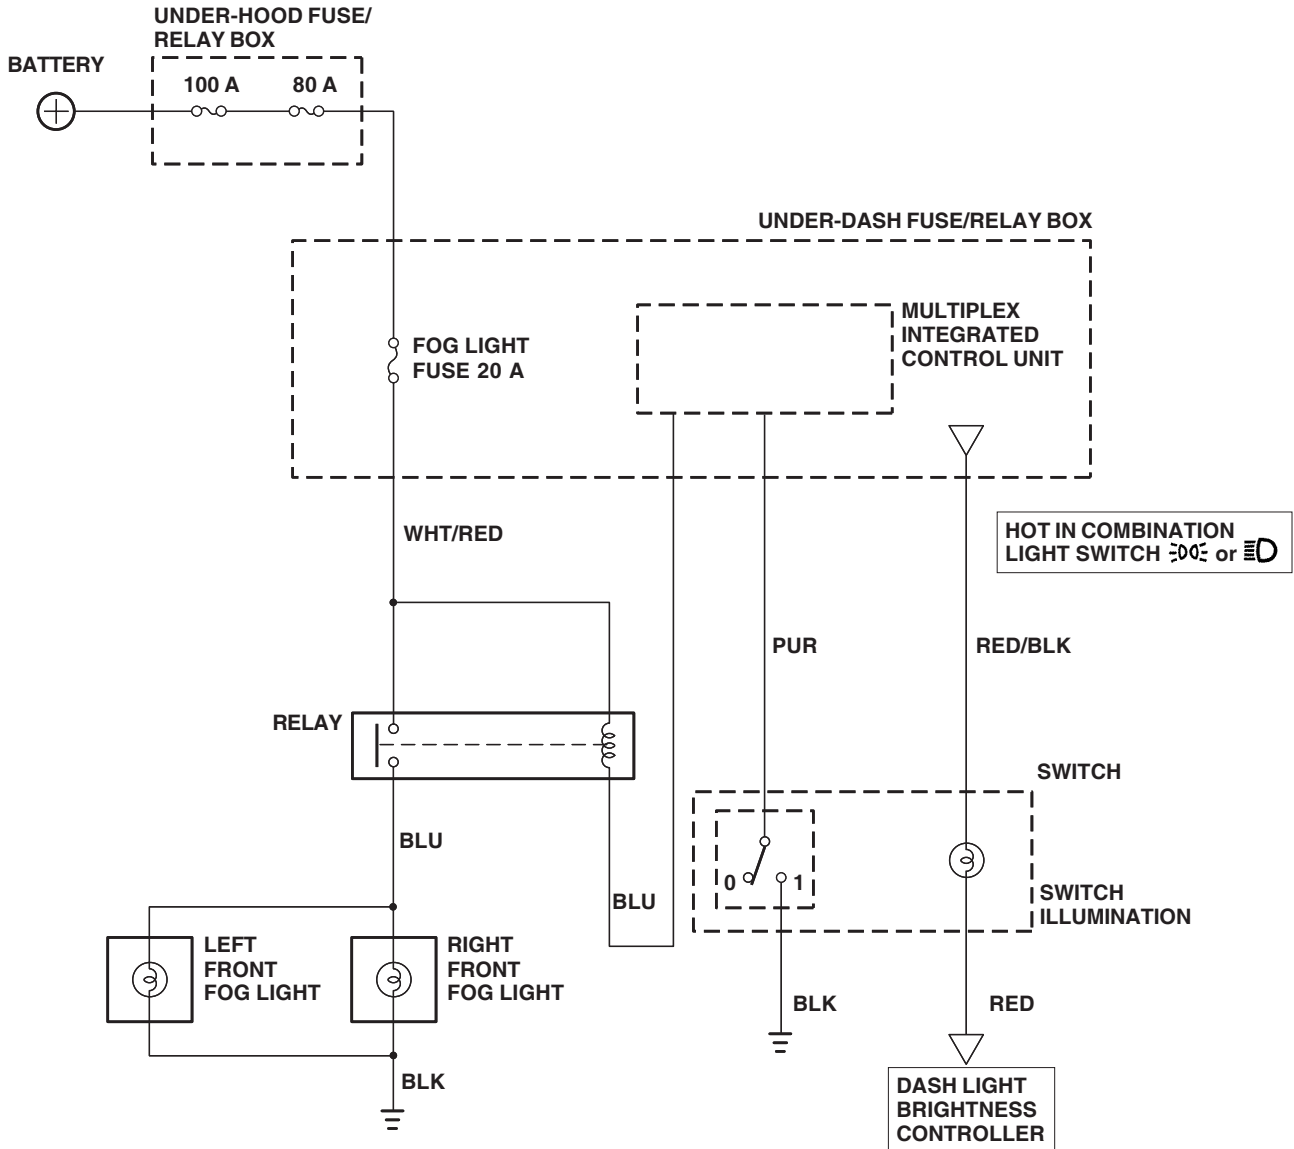 UNDER-HOOD FUSE/
RELAY BOX
BATTERY
100 A
80 A
UNDER-DASH FUSE/RELAY BOX
MULTIPLEX
INTEGRATED
CONTROL UNIT
FOG LIGHT
FUSE 20 A
WHT/RED
HOT IN COMBINATION
LIGHT SWITCH or
PUR
RED/BLK
RELAY
SWITCH
BLU
0
1
BLU
SWITCH
ILLUMINATION
LEFT
FRONT
FOG LIGHT
RIGHT
FRONT
FOG LIGHT
BLK
RED
BLK
DASH LIGHT
BRIGHTNESS
CONTROLLER